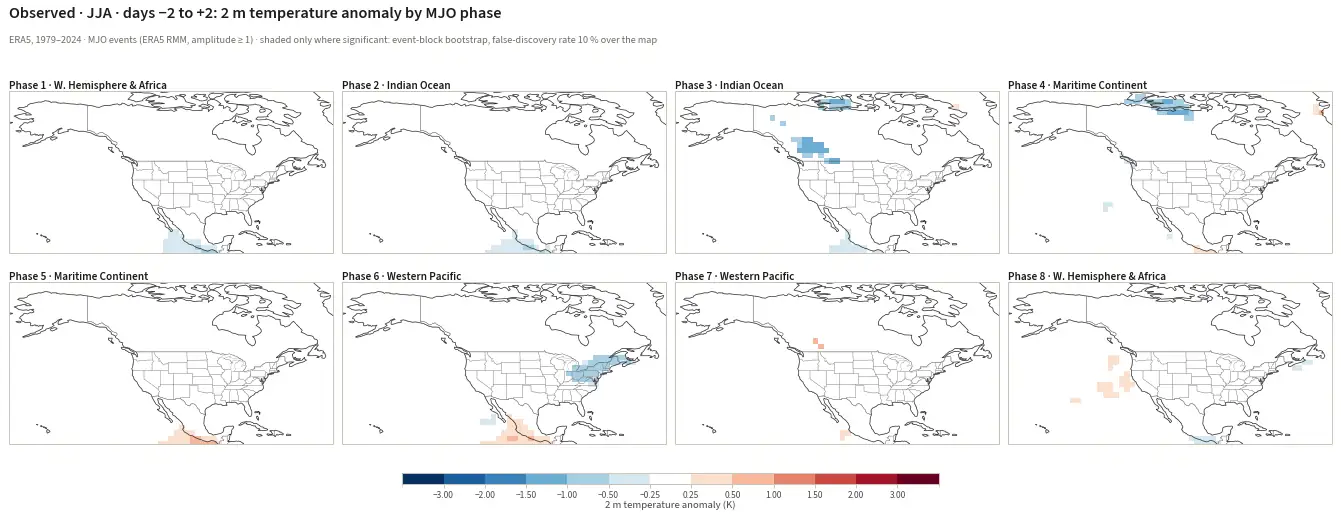 Observed · JJA · days −2 to +2: 2 m temperature anomaly by MJO phase
ERA5, 1979–2024 · MJO events (ERA5 RMM, amplitude ≥ 1) · shaded only where significant: event-block bootstrap, false-discovery rate 10 % over the map
Phase 1 · W. Hemisphere & Africa
Phase 2 · Indian Ocean
Phase 3 · Indian Ocean
Phase 4 · Maritime Continent
Phase 5 · Maritime Continent
Phase 6 · Western Pacific
Phase 7 · Western Pacific
Phase 8 · W. Hemisphere & Africa
−3.00 −2.00 −1.50 −1.00 −0.50 −0.25 0.25 0.50 1.00 1.50 2.00 3.00
2 m temperature anomaly (K)